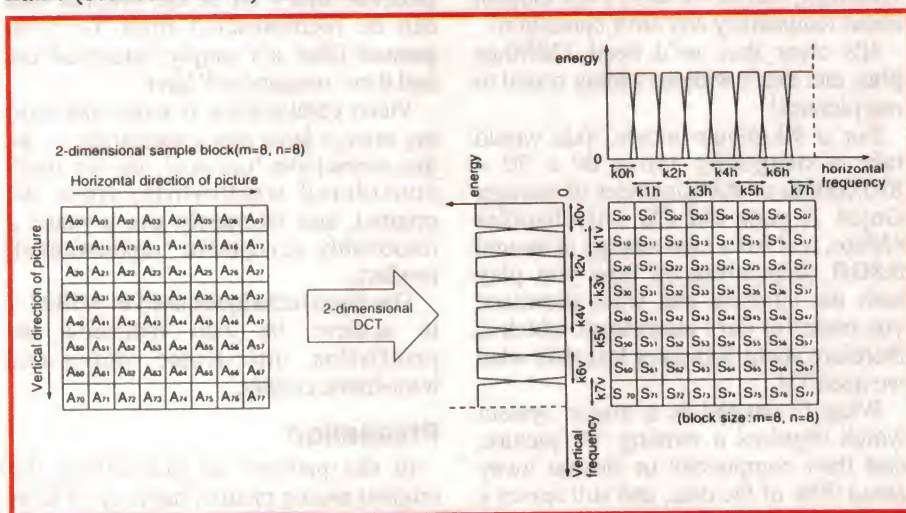 2-dimensional sample block(m=8, n=8)
Horizontal direction of picture
Vertical direction of picture
A00 A01 A02 A03 A04 A05 A06 A07
A10 A11 A12 A13 A14 A15 A16 A17
A20 A21 A22 A23 A24 A25 A26 A27
A30 A31 A32 A33 A34 A35 A36 A37
A40 A41 A42 A43 A44 A45 A46 A47
A50 A51 A52 A53 A54 A55 A56 A57
A60 A61 A62 A63 A64 A65 A66 A67
A70 A71 A72 A73 A74 A75 A76 A77
2-dimensional
DCT
energy
0
k0h k2h k4h k6h
k1h k3h k5h k7h
horizontal
frequency
energy
0
k0v
k1v
k2v
k3v
k4v
k5v
k6v
k7v
Vertical
frequency
S00 S01 S02 S03 S04 S05 S06 S07
S10 S11 S12 S13 S14 S15 S16 S17
S20 S21 S22 S23 S24 S25 S26 S27
S30 S31 S32 S33 S34 S35 S36 S37
S40 S41 S42 S43 S44 S45 S46 S47
S50 S51 S52 S53 S54 S55 S56 S57
S60 S61 S62 S63 S64 S65 S66 S67
S70 S71 S72 S73 S74 S75 S76 S77
(block size:m=8, n=8)